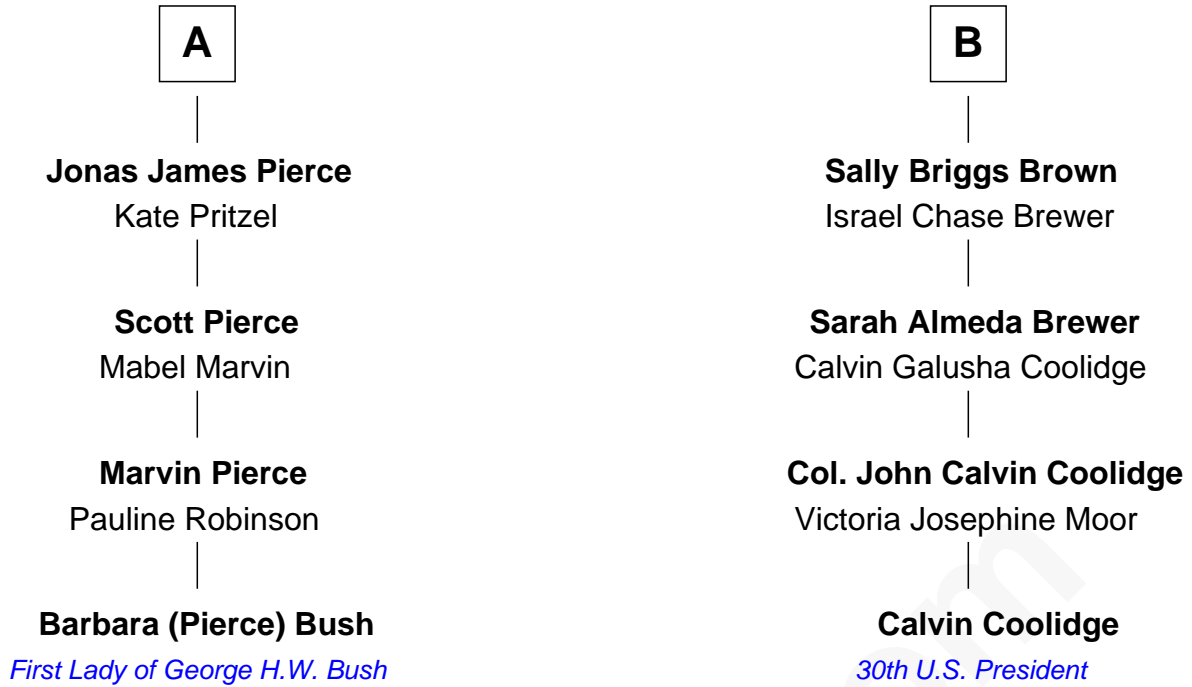 A
Jonas James Pierce
Kate Pritzel
Scott Pierce
Mabel Marvin
Marvin Pierce
Pauline Robinson
Barbara (Pierce) Bush
First Lady of George H.W. Bush
B
Sally Briggs Brown
Israel Chase Brewer
Sarah Almeda Brewer
Calvin Galusha Coolidge
Col. John Calvin Coolidge
Victoria Josephine Moor
Calvin Coolidge
30th U.S. President